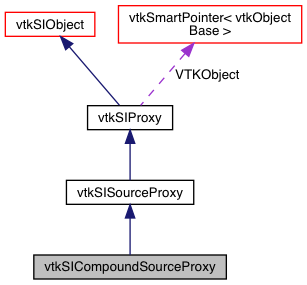 vtkSIObject
vtkSmartPointer< vtkObject
Base >
VTKObject
vtkSIProxy
vtkSISourceProxy
vtkSICompoundSourceProxy